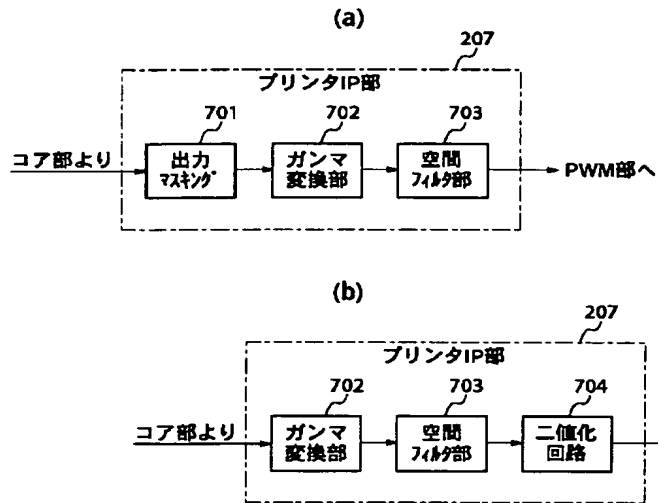 (a)
207
プリンタIP部
701
702
703
コア部より
出力
マスキング
ガンマ
変換部
空間
フィルタ部
PWM部へ
(b)
207
プリンタIP部
702
703
704
コア部より
ガンマ
変換部
空間
フィルタ部
二値化
回路